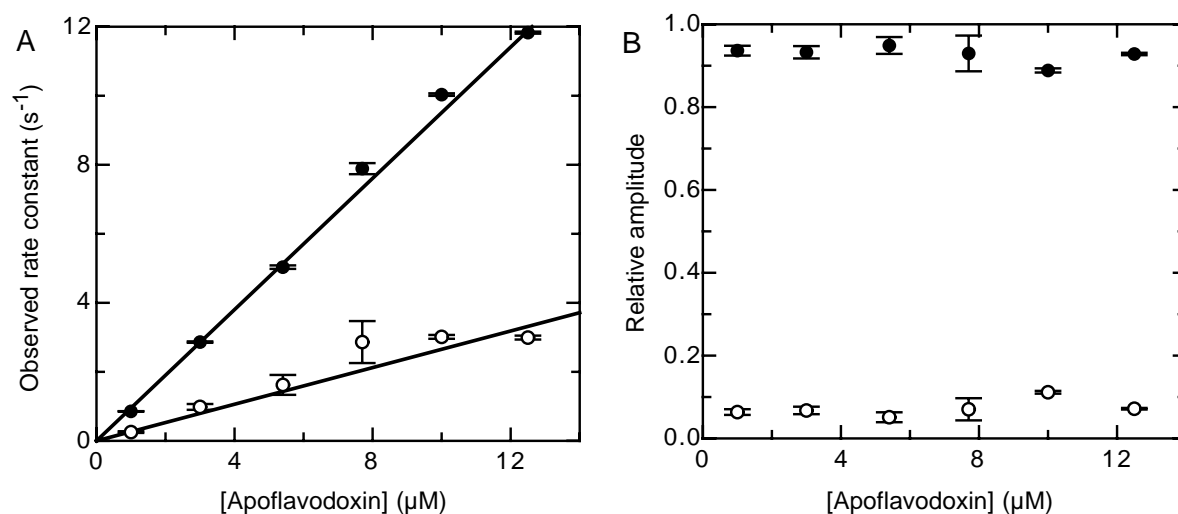 A
Observed rate constant (s⁻¹)
12
8
4
0
0 4 8 12
[Apoflavodoxin] (µM)
B
Relative amplitude
1.0
0.8
0.6
0.4
0.2
0.0
0 4 8 12
[Apoflavodoxin] (µM)